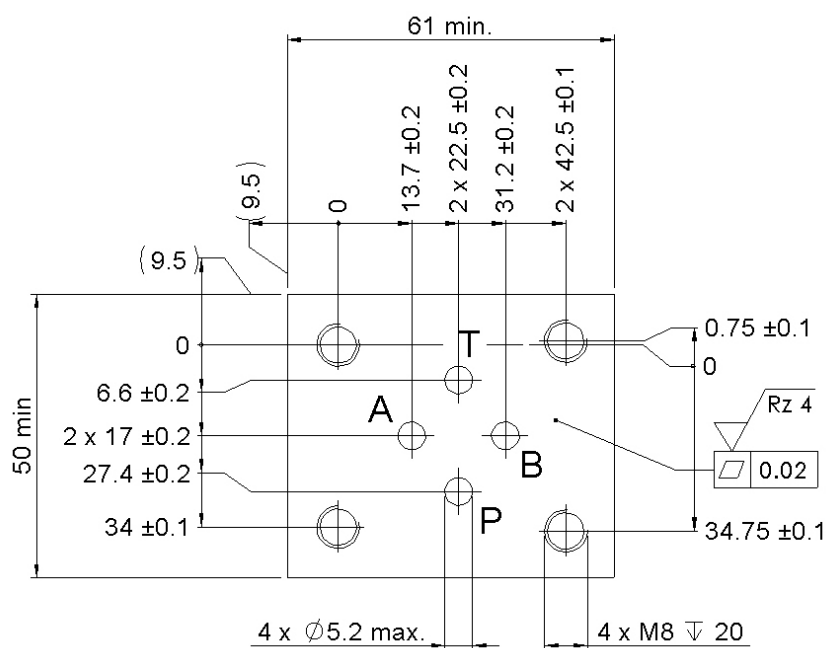 61 min.
(9.5)
0
13.7 ±0.2
2 x 22.5 ±0.2
31.2 ±0.2
2 x 42.5 ±0.1
(9.5)
0
6.6 ±0.2
2 x 17 ±0.2
27.4 ±0.2
34 ±0.1
50 min
T
A
B
P
0.75 ±0.1
0
Rz 4
0.02
34.75 ±0.1
4 x ∅5.2 max.
4 x M8 ↧ 20